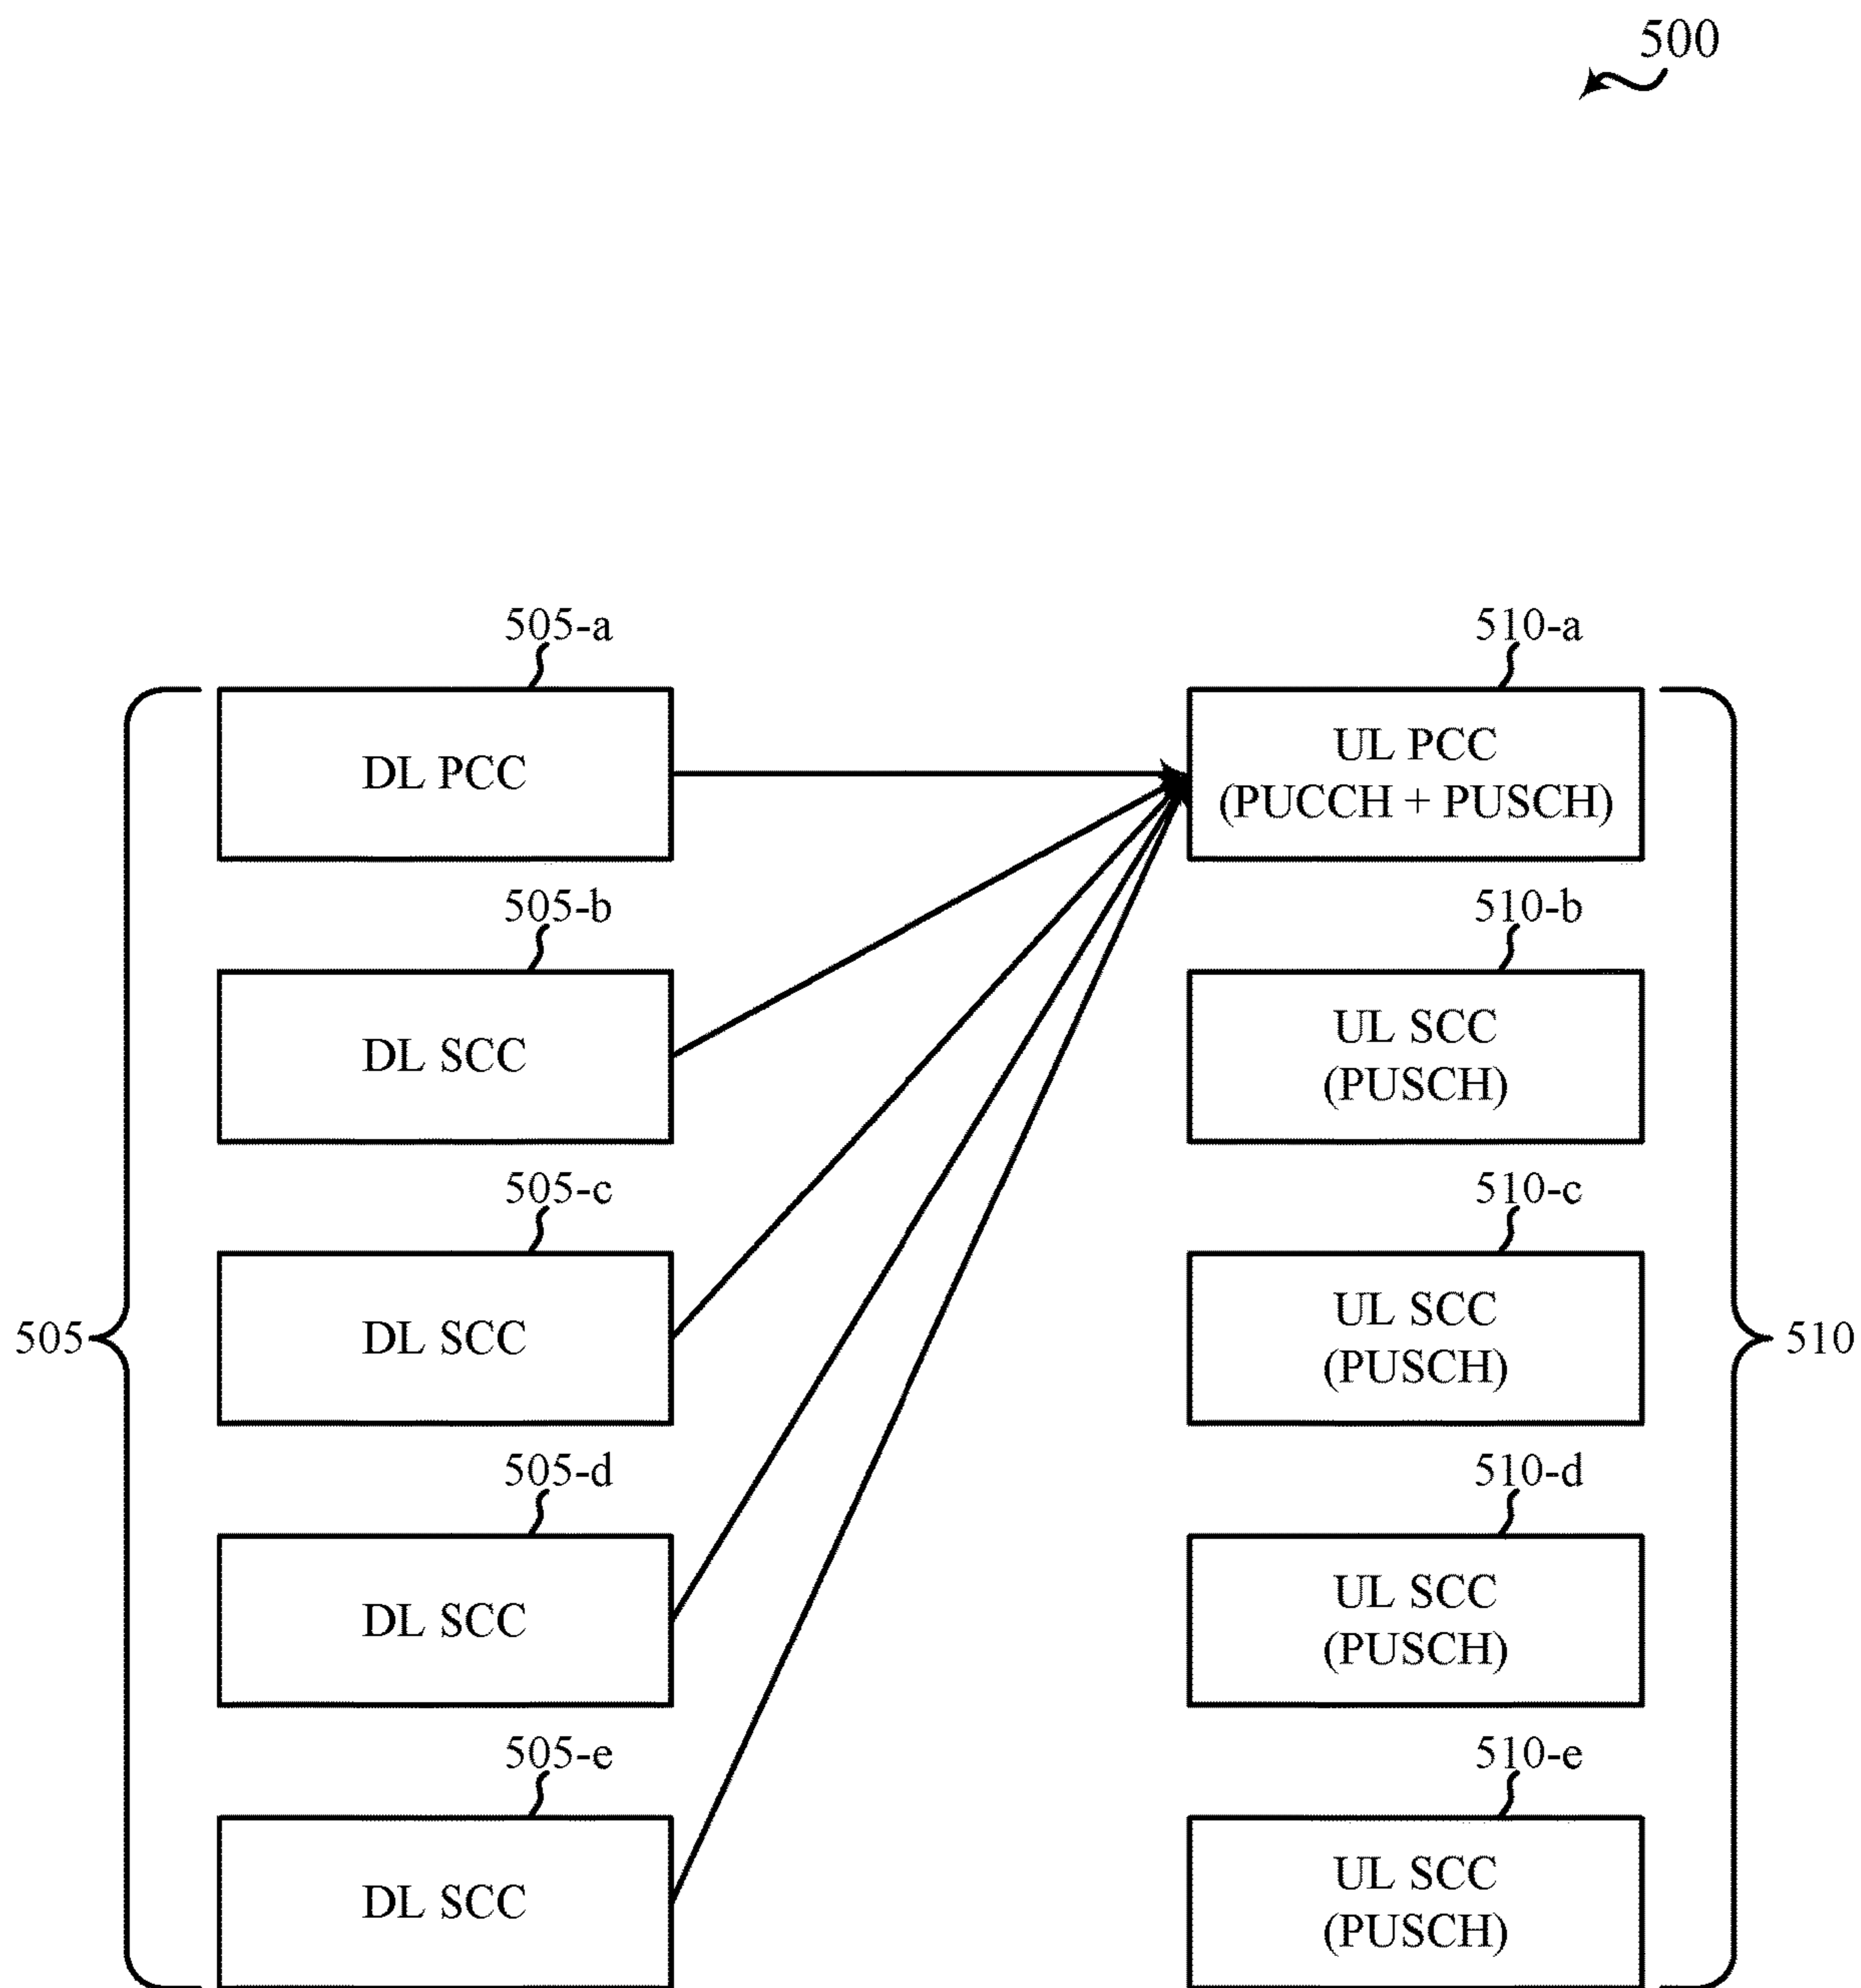 500
505-a
510-a
DL PCC
UL PCC
(PUCCH + PUSCH)
505-b
510-b
DL SCC
UL SCC
(PUSCH)
505-c
510-c
505
DL SCC
UL SCC
(PUSCH)
510
505-d
510-d
DL SCC
UL SCC
(PUSCH)
505-e
510-e
DL SCC
UL SCC
(PUSCH)